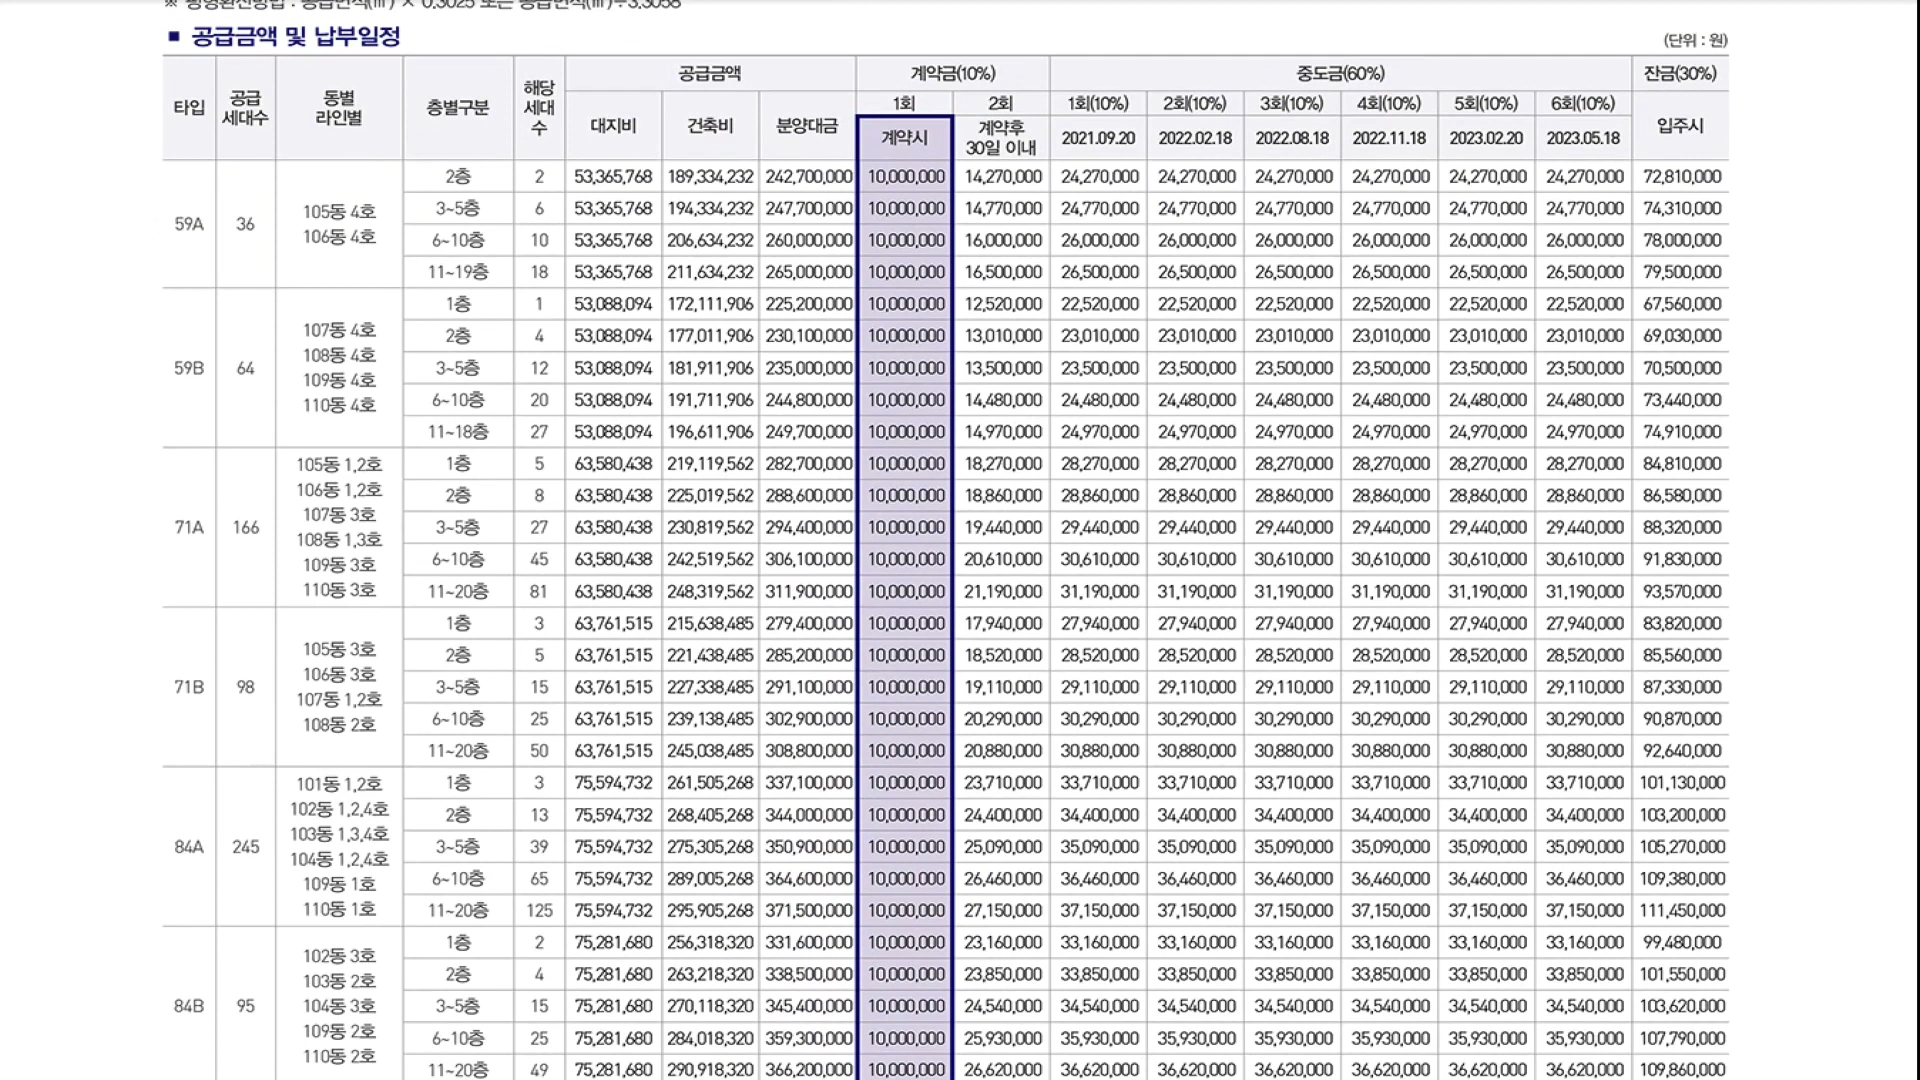 ※ 평형환산방법 : 공급면적(㎡) × 0.3025 또는 공급면적(㎡)÷3.3058
■ 공급금액 및 납부일정
(단위 : 원)
타입 공급세대수 동별라인별 층별구분 해당세대수 공급금액 계약금(10%) 중도금(60%) 잔금(30%)
대지비 건축비 분양대금 1회 2회 1회(10%) 2회(10%) 3회(10%) 4회(10%) 5회(10%) 6회(10%) 입주시
계약시 계약후 30일 이내 2021.09.20 2022.02.18 2022.08.18 2022.11.18 2023.02.20 2023.05.18
59A 36 105동 4호 106동 4호
2층 2 53,365,768 189,334,232 242,700,000 10,000,000 14,270,000 24,270,000 24,270,000 24,270,000 24,270,000 24,270,000 24,270,000 72,810,000
3~5층 6 53,365,768 194,334,232 247,700,000 10,000,000 14,770,000 24,770,000 24,770,000 24,770,000 24,770,000 24,770,000 24,770,000 74,310,000
6~10층 10 53,365,768 206,634,232 260,000,000 10,000,000 16,000,000 26,000,000 26,000,000 26,000,000 26,000,000 26,000,000 26,000,000 78,000,000
11~19층 18 53,365,768 211,634,232 265,000,000 10,000,000 16,500,000 26,500,000 26,500,000 26,500,000 26,500,000 26,500,000 26,500,000 79,500,000
59B 64 107동 4호 108동 4호 109동 4호 110동 4호
1층 1 53,088,094 172,111,906 225,200,000 10,000,000 12,520,000 22,520,000 22,520,000 22,520,000 22,520,000 22,520,000 22,520,000 67,560,000
2층 4 53,088,094 177,011,906 230,100,000 10,000,000 13,010,000 23,010,000 23,010,000 23,010,000 23,010,000 23,010,000 23,010,000 69,030,000
3~5층 12 53,088,094 181,911,906 235,000,000 10,000,000 13,500,000 23,500,000 23,500,000 23,500,000 23,500,000 23,500,000 23,500,000 70,500,000
6~10층 20 53,088,094 191,711,906 244,800,000 10,000,000 14,480,000 24,480,000 24,480,000 24,480,000 24,480,000 24,480,000 24,480,000 73,440,000
11~18층 27 53,088,094 196,611,906 249,700,000 10,000,000 14,970,000 24,970,000 24,970,000 24,970,000 24,970,000 24,970,000 24,970,000 74,910,000
71A 166 105동 1,2호 106동 1,2호 107동 3호 108동 1,3호 109동 3호 110동 3호
1층 5 63,580,438 219,119,562 282,700,000 10,000,000 18,270,000 28,270,000 28,270,000 28,270,000 28,270,000 28,270,000 28,270,000 84,810,000
2층 8 63,580,438 225,019,562 288,600,000 10,000,000 18,860,000 28,860,000 28,860,000 28,860,000 28,860,000 28,860,000 28,860,000 86,580,000
3~5층 27 63,580,438 230,819,562 294,400,000 10,000,000 19,440,000 29,440,000 29,440,000 29,440,000 29,440,000 29,440,000 29,440,000 88,320,000
6~10층 45 63,580,438 242,519,562 306,100,000 10,000,000 20,610,000 30,610,000 30,610,000 30,610,000 30,610,000 30,610,000 30,610,000 91,830,000
11~20층 81 63,580,438 248,319,562 311,900,000 10,000,000 21,190,000 31,190,000 31,190,000 31,190,000 31,190,000 31,190,000 31,190,000 93,570,000
71B 98 105동 3호 106동 3호 107동 1,2호 108동 2호
1층 3 63,761,515 215,638,485 279,400,000 10,000,000 17,940,000 27,940,000 27,940,000 27,940,000 27,940,000 27,940,000 27,940,000 83,820,000
2층 5 63,761,515 221,438,485 285,200,000 10,000,000 18,520,000 28,520,000 28,520,000 28,520,000 28,520,000 28,520,000 28,520,000 85,560,000
3~5층 15 63,761,515 227,338,485 291,100,000 10,000,000 19,110,000 29,110,000 29,110,000 29,110,000 29,110,000 29,110,000 29,110,000 87,330,000
6~10층 25 63,761,515 239,138,485 302,900,000 10,000,000 20,290,000 30,290,000 30,290,000 30,290,000 30,290,000 30,290,000 30,290,000 90,870,000
11~20층 50 63,761,515 245,038,485 308,800,000 10,000,000 20,880,000 30,880,000 30,880,000 30,880,000 30,880,000 30,880,000 30,880,000 92,640,000
84A 245 101동 1,2호 102동 1,2,4호 103동 1,3,4호 104동 1,2,4호 109동 1호 110동 1호
1층 3 75,594,732 261,505,268 337,100,000 10,000,000 23,710,000 33,710,000 33,710,000 33,710,000 33,710,000 33,710,000 33,710,000 101,130,000
2층 13 75,594,732 268,405,268 344,000,000 10,000,000 24,400,000 34,400,000 34,400,000 34,400,000 34,400,000 34,400,000 34,400,000 103,200,000
3~5층 39 75,594,732 275,305,268 350,900,000 10,000,000 25,090,000 35,090,000 35,090,000 35,090,000 35,090,000 35,090,000 35,090,000 105,270,000
6~10층 65 75,594,732 289,005,268 364,600,000 10,000,000 26,460,000 36,460,000 36,460,000 36,460,000 36,460,000 36,460,000 36,460,000 109,380,000
11~20층 125 75,594,732 295,905,268 371,500,000 10,000,000 27,150,000 37,150,000 37,150,000 37,150,000 37,150,000 37,150,000 37,150,000 111,450,000
84B 95 102동 3호 103동 2호 104동 3호 109동 2호 110동 2호
1층 2 75,281,680 256,318,320 331,600,000 10,000,000 23,160,000 33,160,000 33,160,000 33,160,000 33,160,000 33,160,000 33,160,000 99,480,000
2층 4 75,281,680 263,218,320 338,500,000 10,000,000 23,850,000 33,850,000 33,850,000 33,850,000 33,850,000 33,850,000 33,850,000 101,550,000
3~5층 15 75,281,680 270,118,320 345,400,000 10,000,000 24,540,000 34,540,000 34,540,000 34,540,000 34,540,000 34,540,000 34,540,000 103,620,000
6~10층 25 75,281,680 284,018,320 359,300,000 10,000,000 25,930,000 35,930,000 35,930,000 35,930,000 35,930,000 35,930,000 35,930,000 107,790,000
11~20층 49 75,281,680 290,918,320 366,200,000 10,000,000 26,620,000 36,620,000 36,620,000 36,620,000 36,620,000 36,620,000 36,620,000 109,860,000